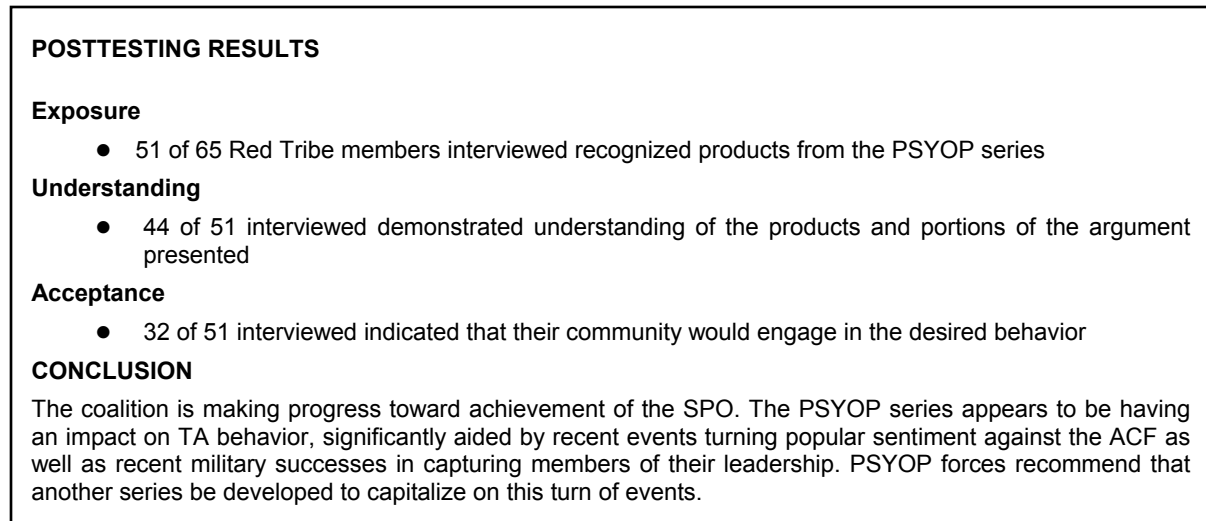 POSTTESTING RESULTS
Exposure
● 51 of 65 Red Tribe members interviewed recognized products from the PSYOP series
Understanding
● 44 of 51 interviewed demonstrated understanding of the products and portions of the argument
presented
Acceptance
● 32 of 51 interviewed indicated that their community would engage in the desired behavior
CONCLUSION
The coalition is making progress toward achievement of the SPO. The PSYOP series appears to be having
an impact on TA behavior, significantly aided by recent events turning popular sentiment against the ACF as
well as recent military successes in capturing members of their leadership. PSYOP forces recommend that
another series be developed to capitalize on this turn of events.